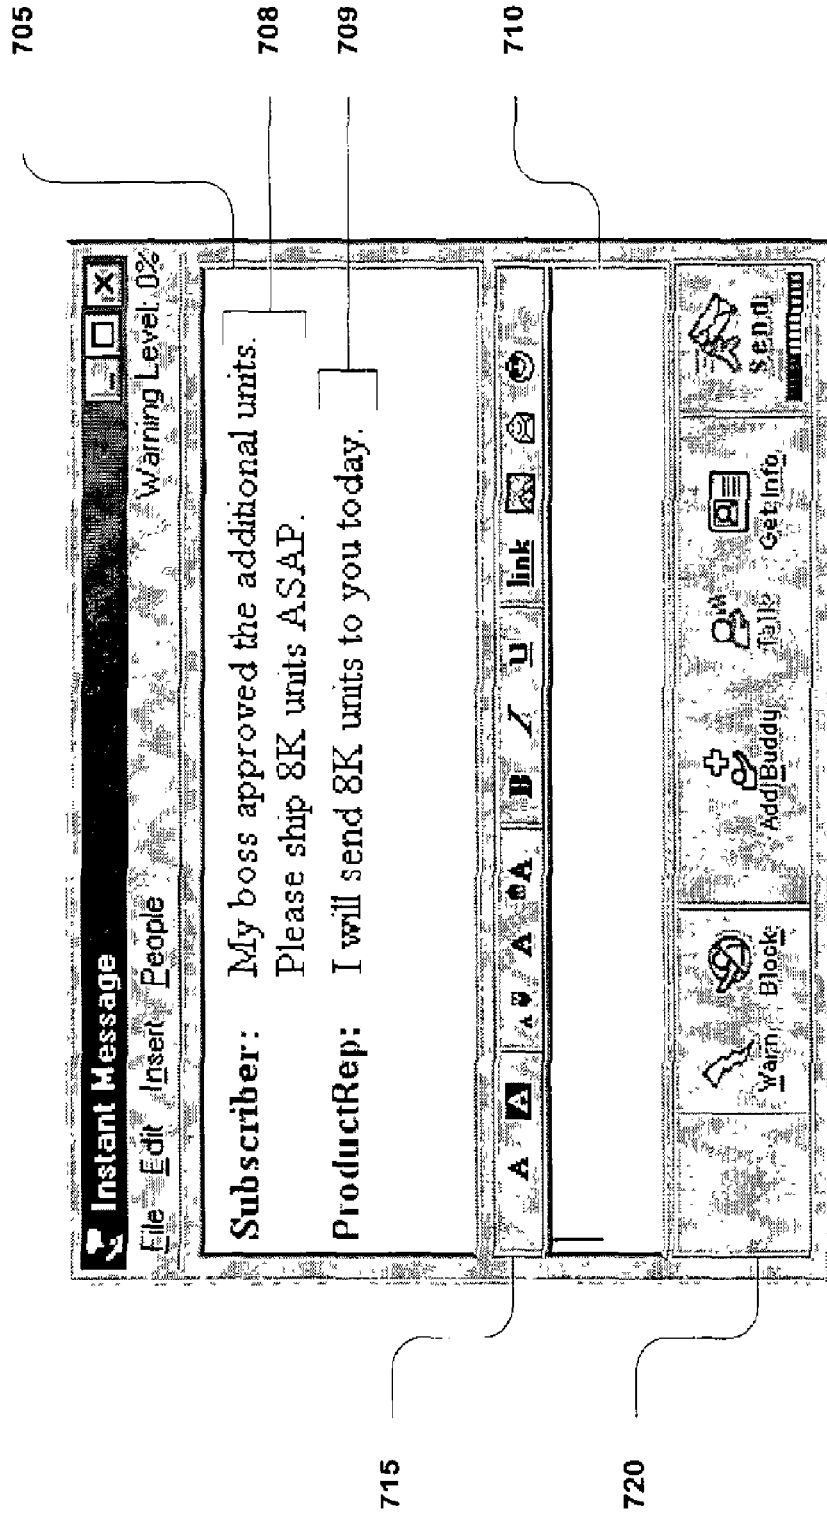 705
708
709
710
Instant Message
File Edit Insert People Warning Level: 0%
Subscriber: My boss approved the additional units.
Please ship 8K units ASAP.
ProductRep: I will send 8K units to you today.
A A A A A B I u link
Warn Block Add Buddy Talk Get Info Send
715
720